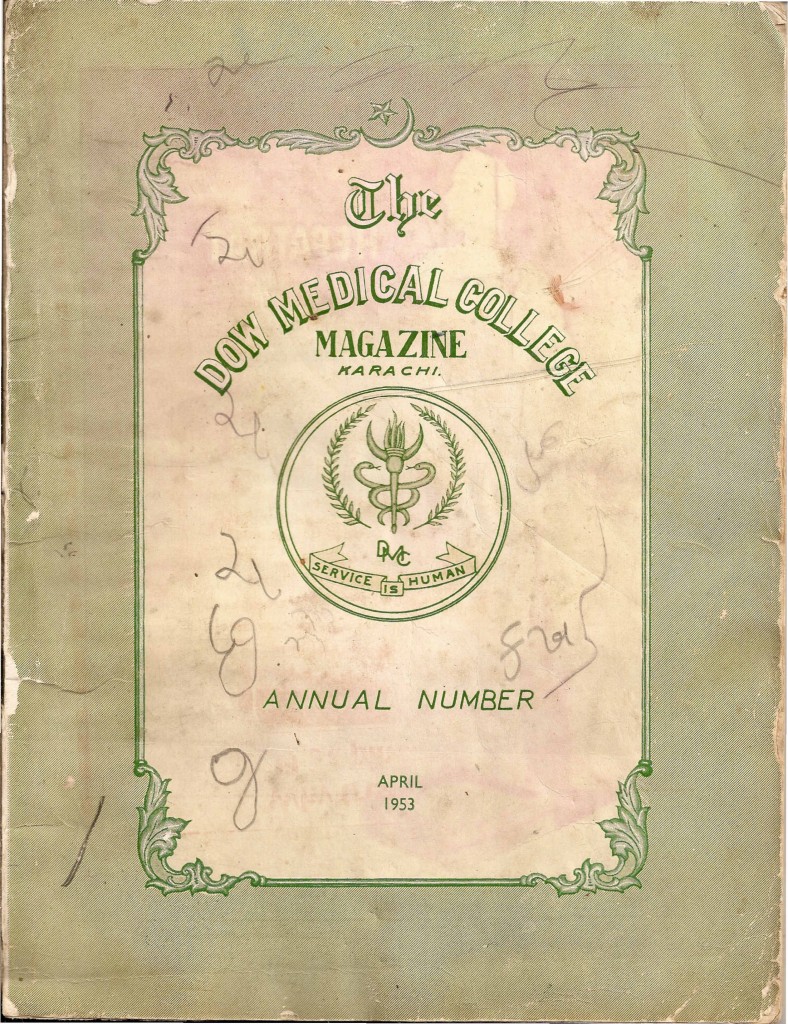 The
DOW MEDICAL COLLEGE
MAGAZINE
KARACHI.
DMC
SERVICE IS HUMAN
ANNUAL NUMBER
APRIL
1953